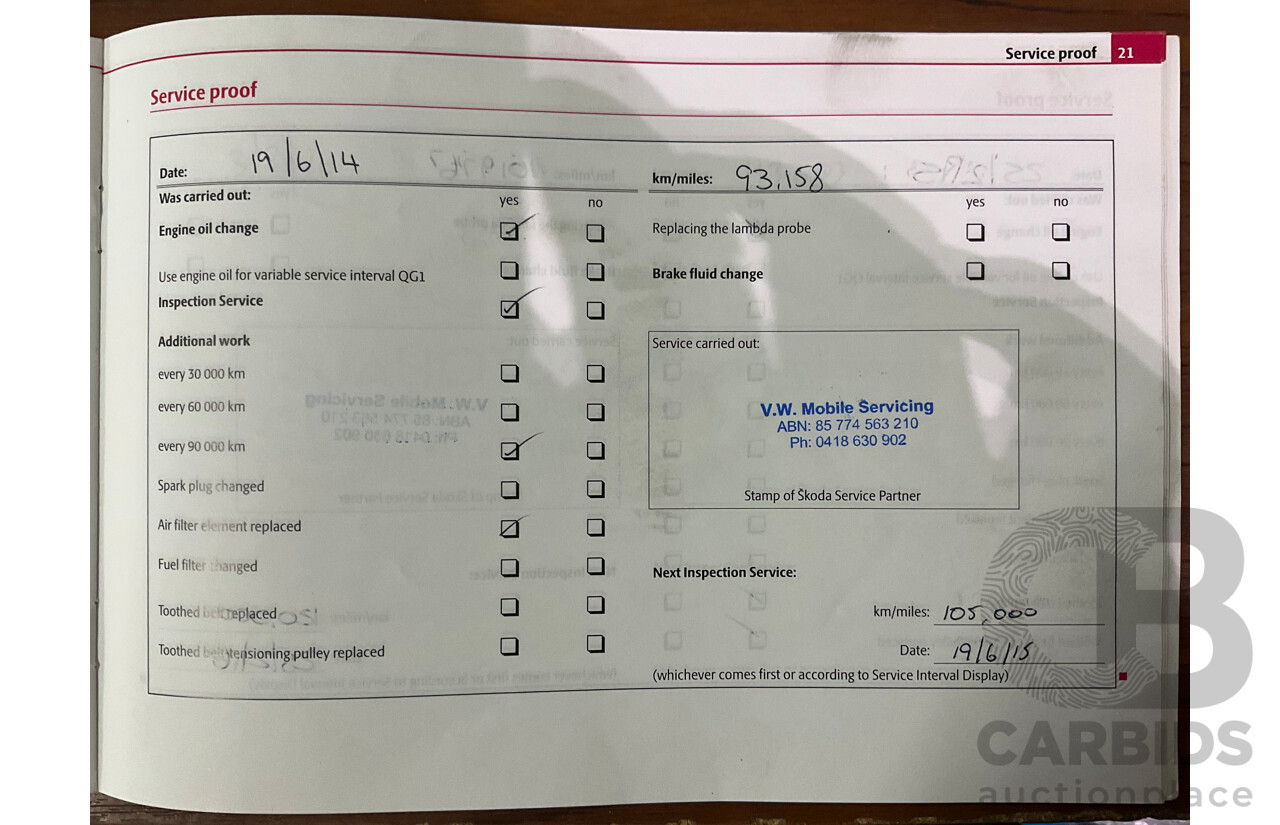 Service proof 21
Service proof
Date: 19/6/14 km/miles: 93,158
Was carried out: yes no yes no
Engine oil change Replacing the lambda probe
Use engine oil for variable service interval QG1 Brake fluid change
Inspection Service
Additional work Service carried out:
every 30 000 km
every 60 000 km V.W. Mobile Servicing
ABN: 85 774 563 210
every 90 000 km Ph: 0418 630 902
Spark plug changed Stamp of Škoda Service Partner
Air filter element replaced
Fuel filter changed Next Inspection Service:
Toothed belt replaced km/miles: 105,000
Toothed belt tensioning pulley replaced Date: 19/6/15
(whichever comes first or according to Service Interval Display)
CARBIDS
auctionplace